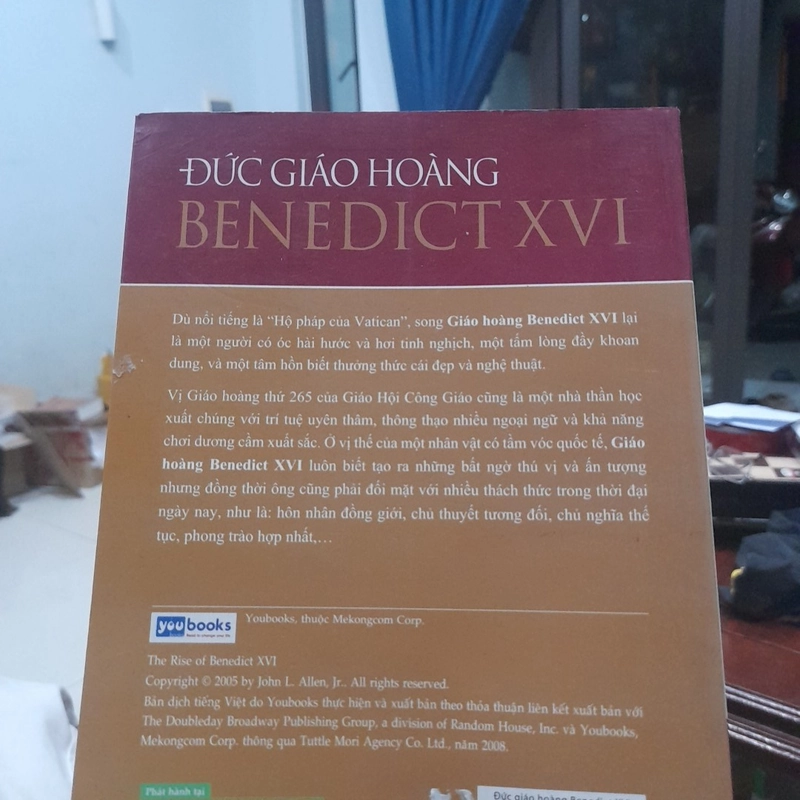 ĐỨC GIÁO HOÀNG
BENEDICT XVI
Dù nổi tiếng là “Hộ pháp của Vatican”, song Giáo hoàng Benedict XVI lại
là một người có óc hài hước và hơi tinh nghịch, một tấm lòng đầy khoan
dung, và một tâm hồn biết thưởng thức cái đẹp và nghệ thuật.
Vị Giáo hoàng thứ 265 của Giáo Hội Công Giáo cũng là một nhà thần học
xuất chúng với trí tuệ uyên thâm, thông thạo nhiều ngoại ngữ và khả năng
chơi dương cầm xuất sắc. Ở vị thế của một nhân vật có tầm vóc quốc tế, Giáo
hoàng Benedict XVI luôn biết tạo ra những bất ngờ thú vị và ấn tượng
nhưng đồng thời ông cũng phải đối mặt với nhiều thách thức trong thời đại
ngày nay, như là: hôn nhân đồng giới, chủ thuyết tương đối, chủ nghĩa thế
tục, phong trào hợp nhất,...
youbooks
Need to change your life
Youbooks, thuộc Mekongcom Corp.
The Rise of Benedict XVI
Copyright © 2005 by John L. Allen, Jr.. All rights reserved.
Bản dịch tiếng Việt do Youbooks thực hiện và xuất bản theo thỏa thuận liên kết xuất bản với
The Doubleday Broadway Publishing Group, a division of Random House, Inc. và Youbooks,
Mekongcom Corp. thông qua Tuttle Mori Agency Co. Ltd., năm 2008.
Phát hành tại
Đức giáo hoàng Benedict